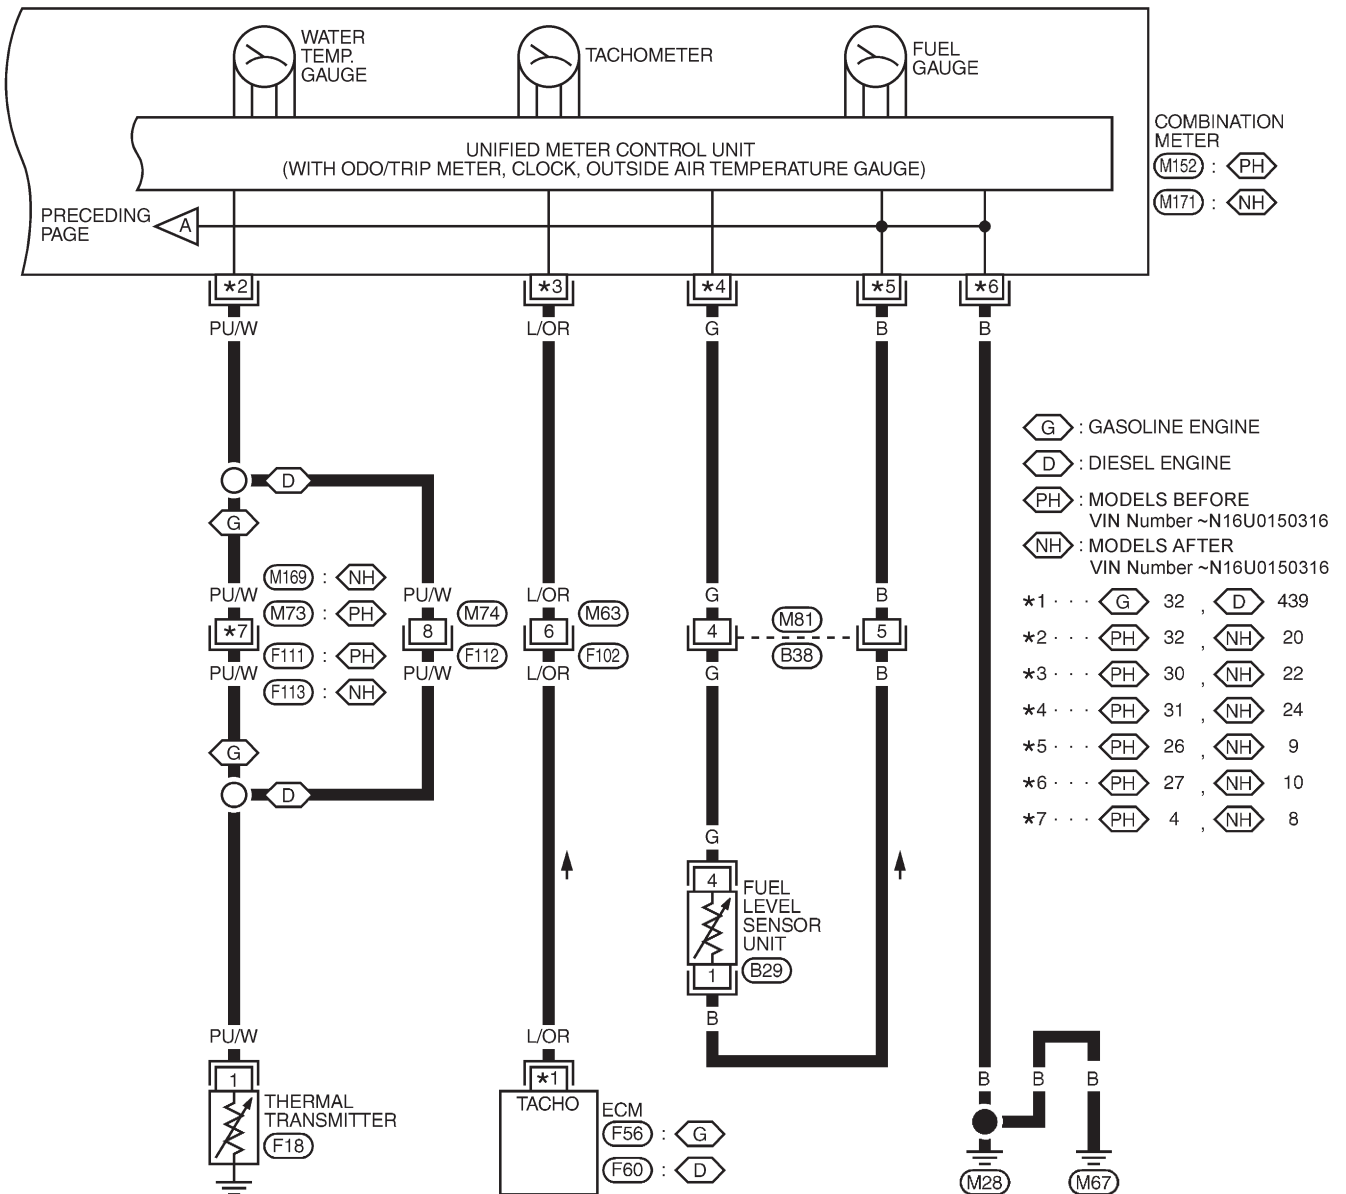 WATER
TEMP.
GAUGE
TACHOMETER
FUEL
GAUGE
UNIFIED METER CONTROL UNIT
(WITH ODO/TRIP METER, CLOCK, OUTSIDE AIR TEMPERATURE GAUGE)
COMBINATION
METER
M152 : PH
M171 : NH
PRECEDING
PAGE
A
*2 *3 *4 *5 *6
PU/W L/OR G B B
D
G
G : GASOLINE ENGINE
D : DIESEL ENGINE
PH : MODELS BEFORE
VIN Number ~N16U0150316
NH : MODELS AFTER
VIN Number ~N16U0150316
*1 · · · G 32 , D 439
*2 · · · PH 32 , NH 20
*3 · · · PH 30 , NH 22
*4 · · · PH 31 , NH 24
*5 · · · PH 26 , NH 9
*6 · · · PH 27 , NH 10
*7 · · · PH 4 , NH 8
M169 : NH
PU/W PU/W L/OR G B
M73 : PH M74 M63 M81
*7 8 6 4 5
F111 : PH F112 F102 B38
PU/W PU/W L/OR G B
F113 : NH
G
D
G
4
FUEL
LEVEL
SENSOR
UNIT
1
B29
B
PU/W L/OR
1
THERMAL
TRANSMITTER
F18
*1
TACHO
ECM
F56 : G
F60 : D
B B B
M28 M67